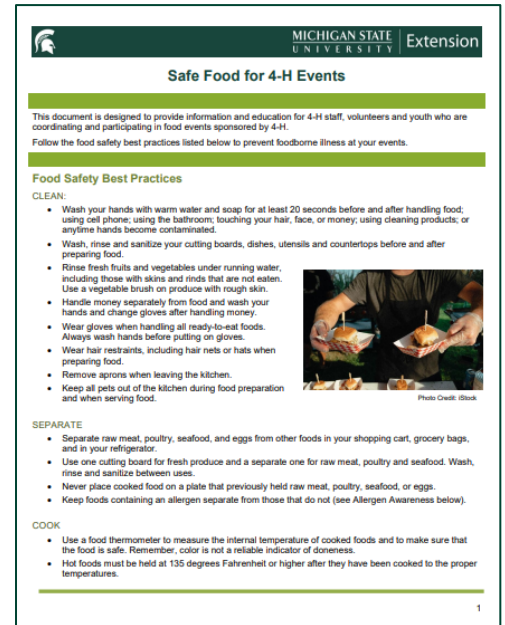 MICHIGAN STATE
UNIVERSITY
Extension
Safe Food for 4-H Events
This document is designed to provide information and education for 4-H staff, volunteers and youth who are
coordinating and participating in food events sponsored by 4-H.
Follow the food safety best practices listed below to prevent foodborne illness at your events.
Food Safety Best Practices
CLEAN:
• Wash your hands with warm water and soap for at least 20 seconds before and after handling food;
using cell phone; using the bathroom; touching your hair, face, or money; using cleaning products; or
anytime hands become contaminated.
• Wash, rinse and sanitize your cutting boards, dishes, utensils and countertops before and after
preparing food.
• Rinse fresh fruits and vegetables under running water,
including those with skins and rinds that are not eaten.
Use a vegetable brush on produce with rough skin.
• Handle money separately from food and wash your
hands and change gloves after handling money.
• Wear gloves when handling all ready-to-eat foods.
Always wash hands before putting on gloves.
• Wear hair restraints, including hair nets or hats when
preparing food.
• Remove aprons when leaving the kitchen.
• Keep all pets out of the kitchen during food preparation
and when serving food.
Photo Credit: iStock
SEPARATE
• Separate raw meat, poultry, seafood, and eggs from other foods in your shopping cart, grocery bags,
and in your refrigerator.
• Use one cutting board for fresh produce and a separate one for raw meat, poultry and seafood. Wash,
rinse and sanitize between uses.
• Never place cooked food on a plate that previously held raw meat, poultry, seafood, or eggs.
• Keep foods containing an allergen separate from those that do not (see Allergen Awareness below).
COOK
• Use a food thermometer to measure the internal temperature of cooked foods and to make sure that
the food is safe. Remember, color is not a reliable indicator of doneness.
• Hot foods must be held at 135 degrees Fahrenheit or higher after they have been cooked to the proper
temperatures.
1